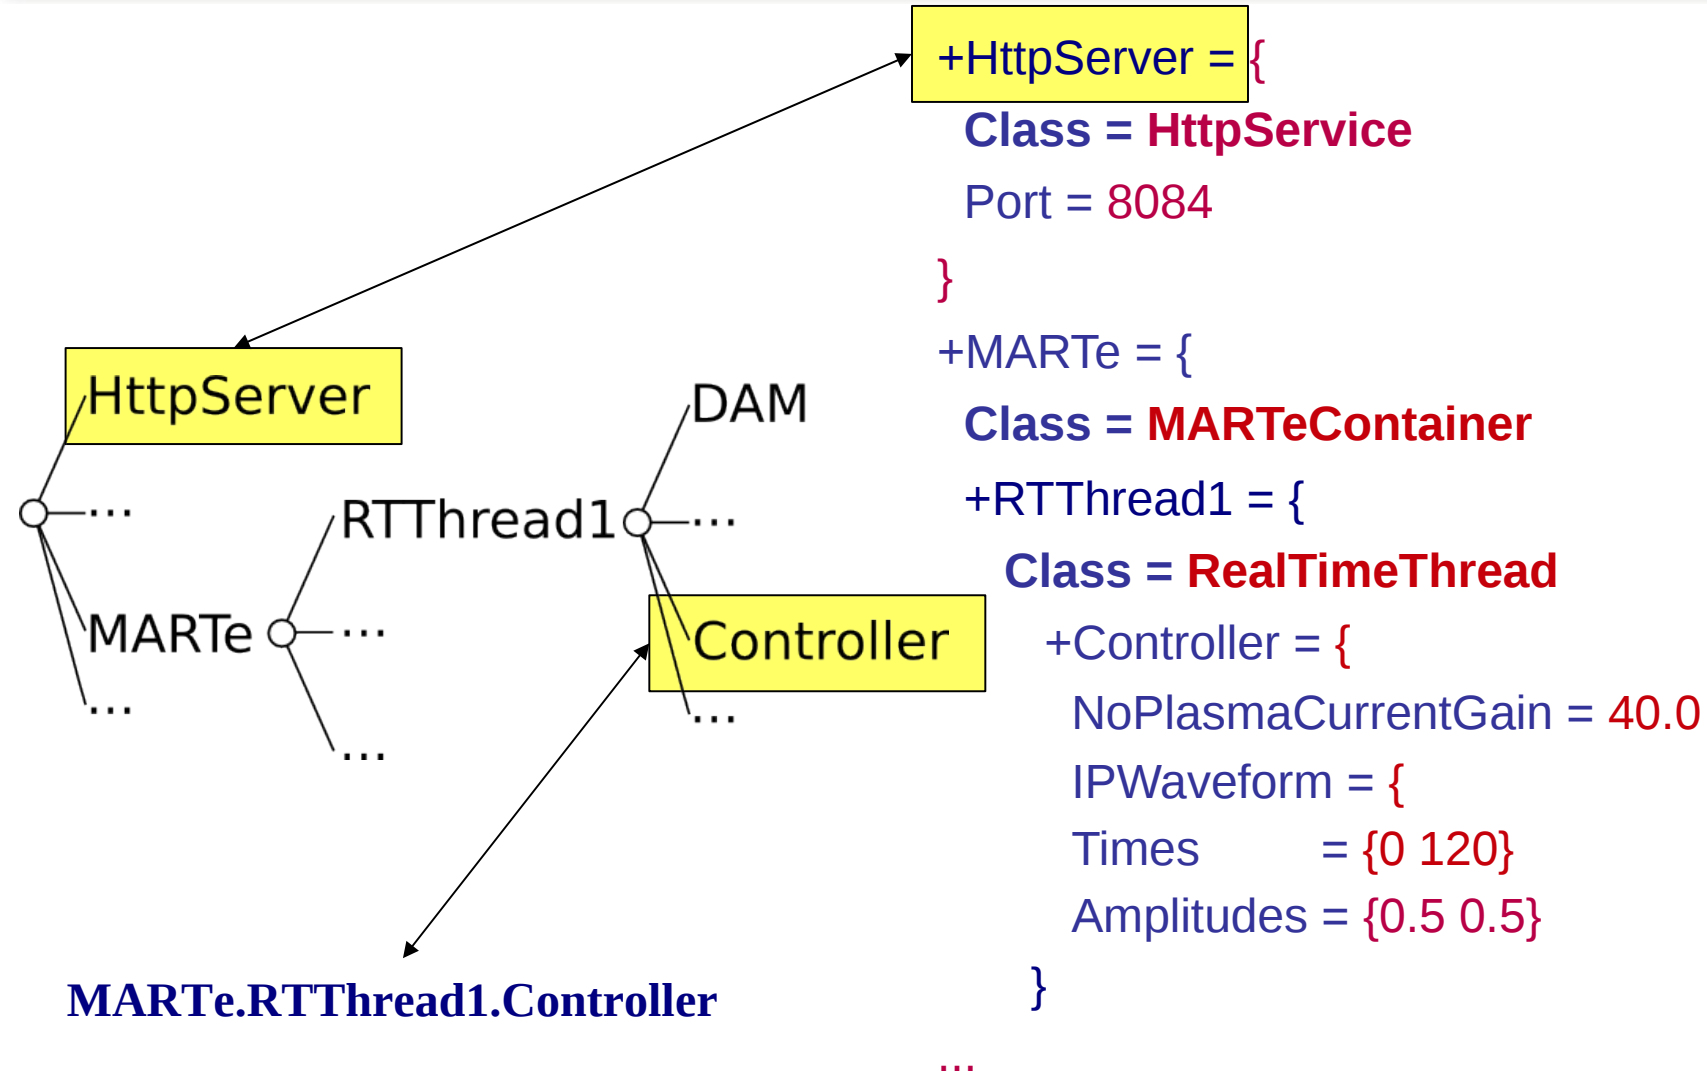 +HttpServer = {
Class = HttpService
Port = 8084
}
+MARTe = {
Class = MARTeContainer
+RTThread1 = {
Class = RealTimeThread
+Controller = {
NoPlasmaCurrentGain = 40.0
IPWaveform = {
Times = {0 120}
Amplitudes = {0.5 0.5}
}
...
HttpServer
...
MARTe
...
RTThread1
...
...
DAM
...
Controller
...
MARTe.RTThread1.Controller